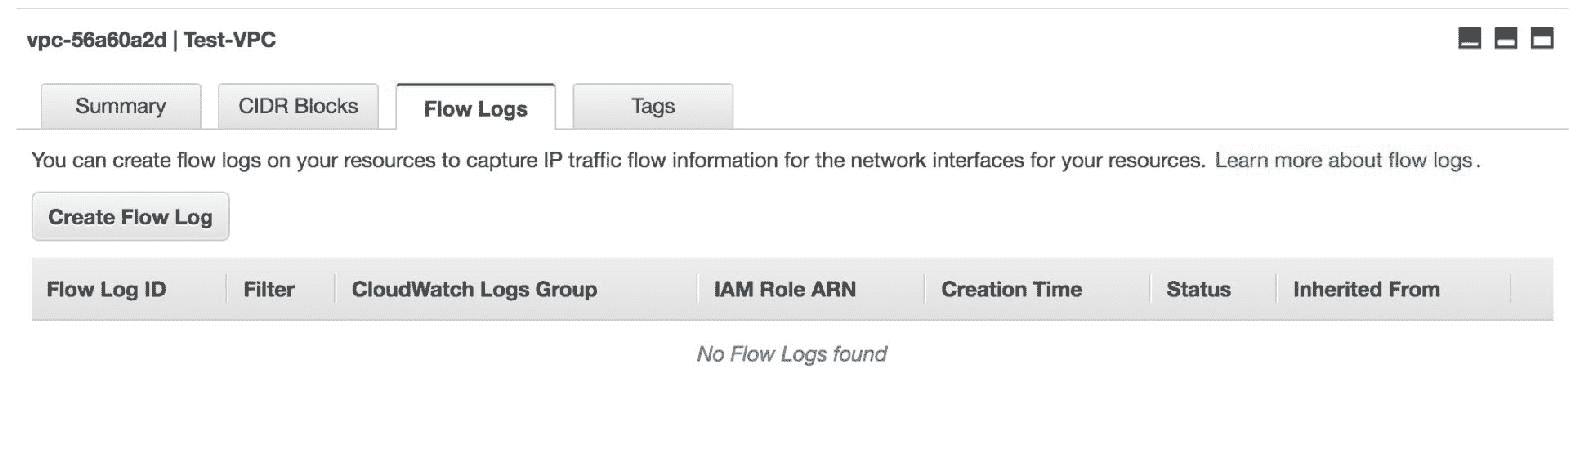 vpc-56a60a2d | Test-VPC
Summary CIDR Blocks Flow Logs Tags
You can create flow logs on your resources to capture IP traffic flow information for the network interfaces for your resources. Learn more about flow logs.
Create Flow Log
Flow Log ID Filter CloudWatch Logs Group IAM Role ARN Creation Time Status Inherited From
No Flow Logs found